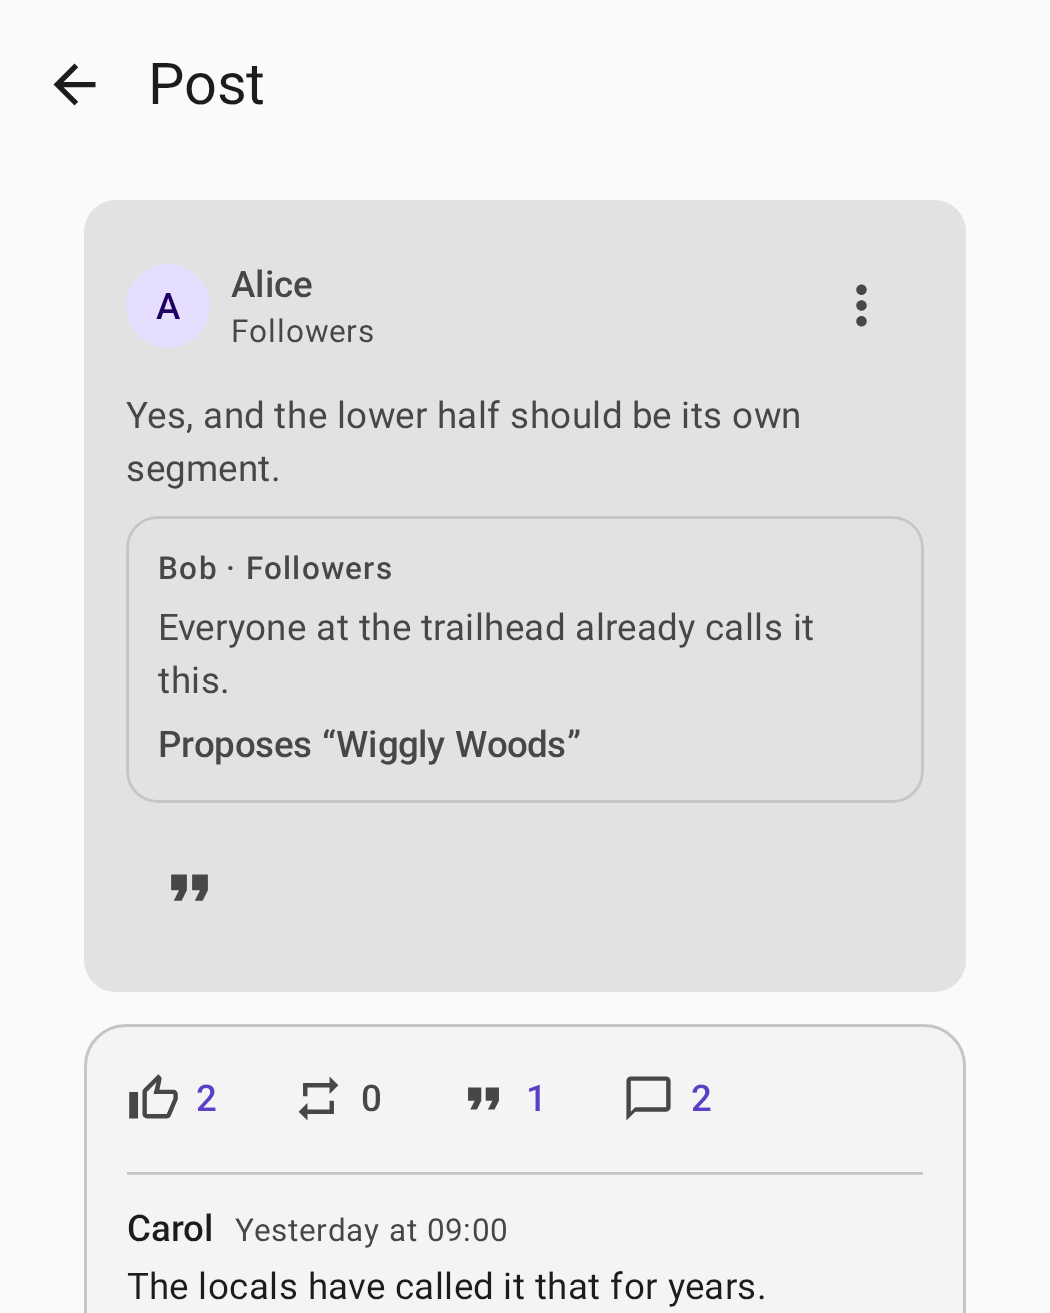 Post
A
Alice
Followers
Yes, and the lower half should be its own
segment.
Bob · Followers
Everyone at the trailhead already calls it
this.
Proposes “Wiggly Woods”
2 0 1 2
Carol Yesterday at 09:00
The locals have called it that for years.